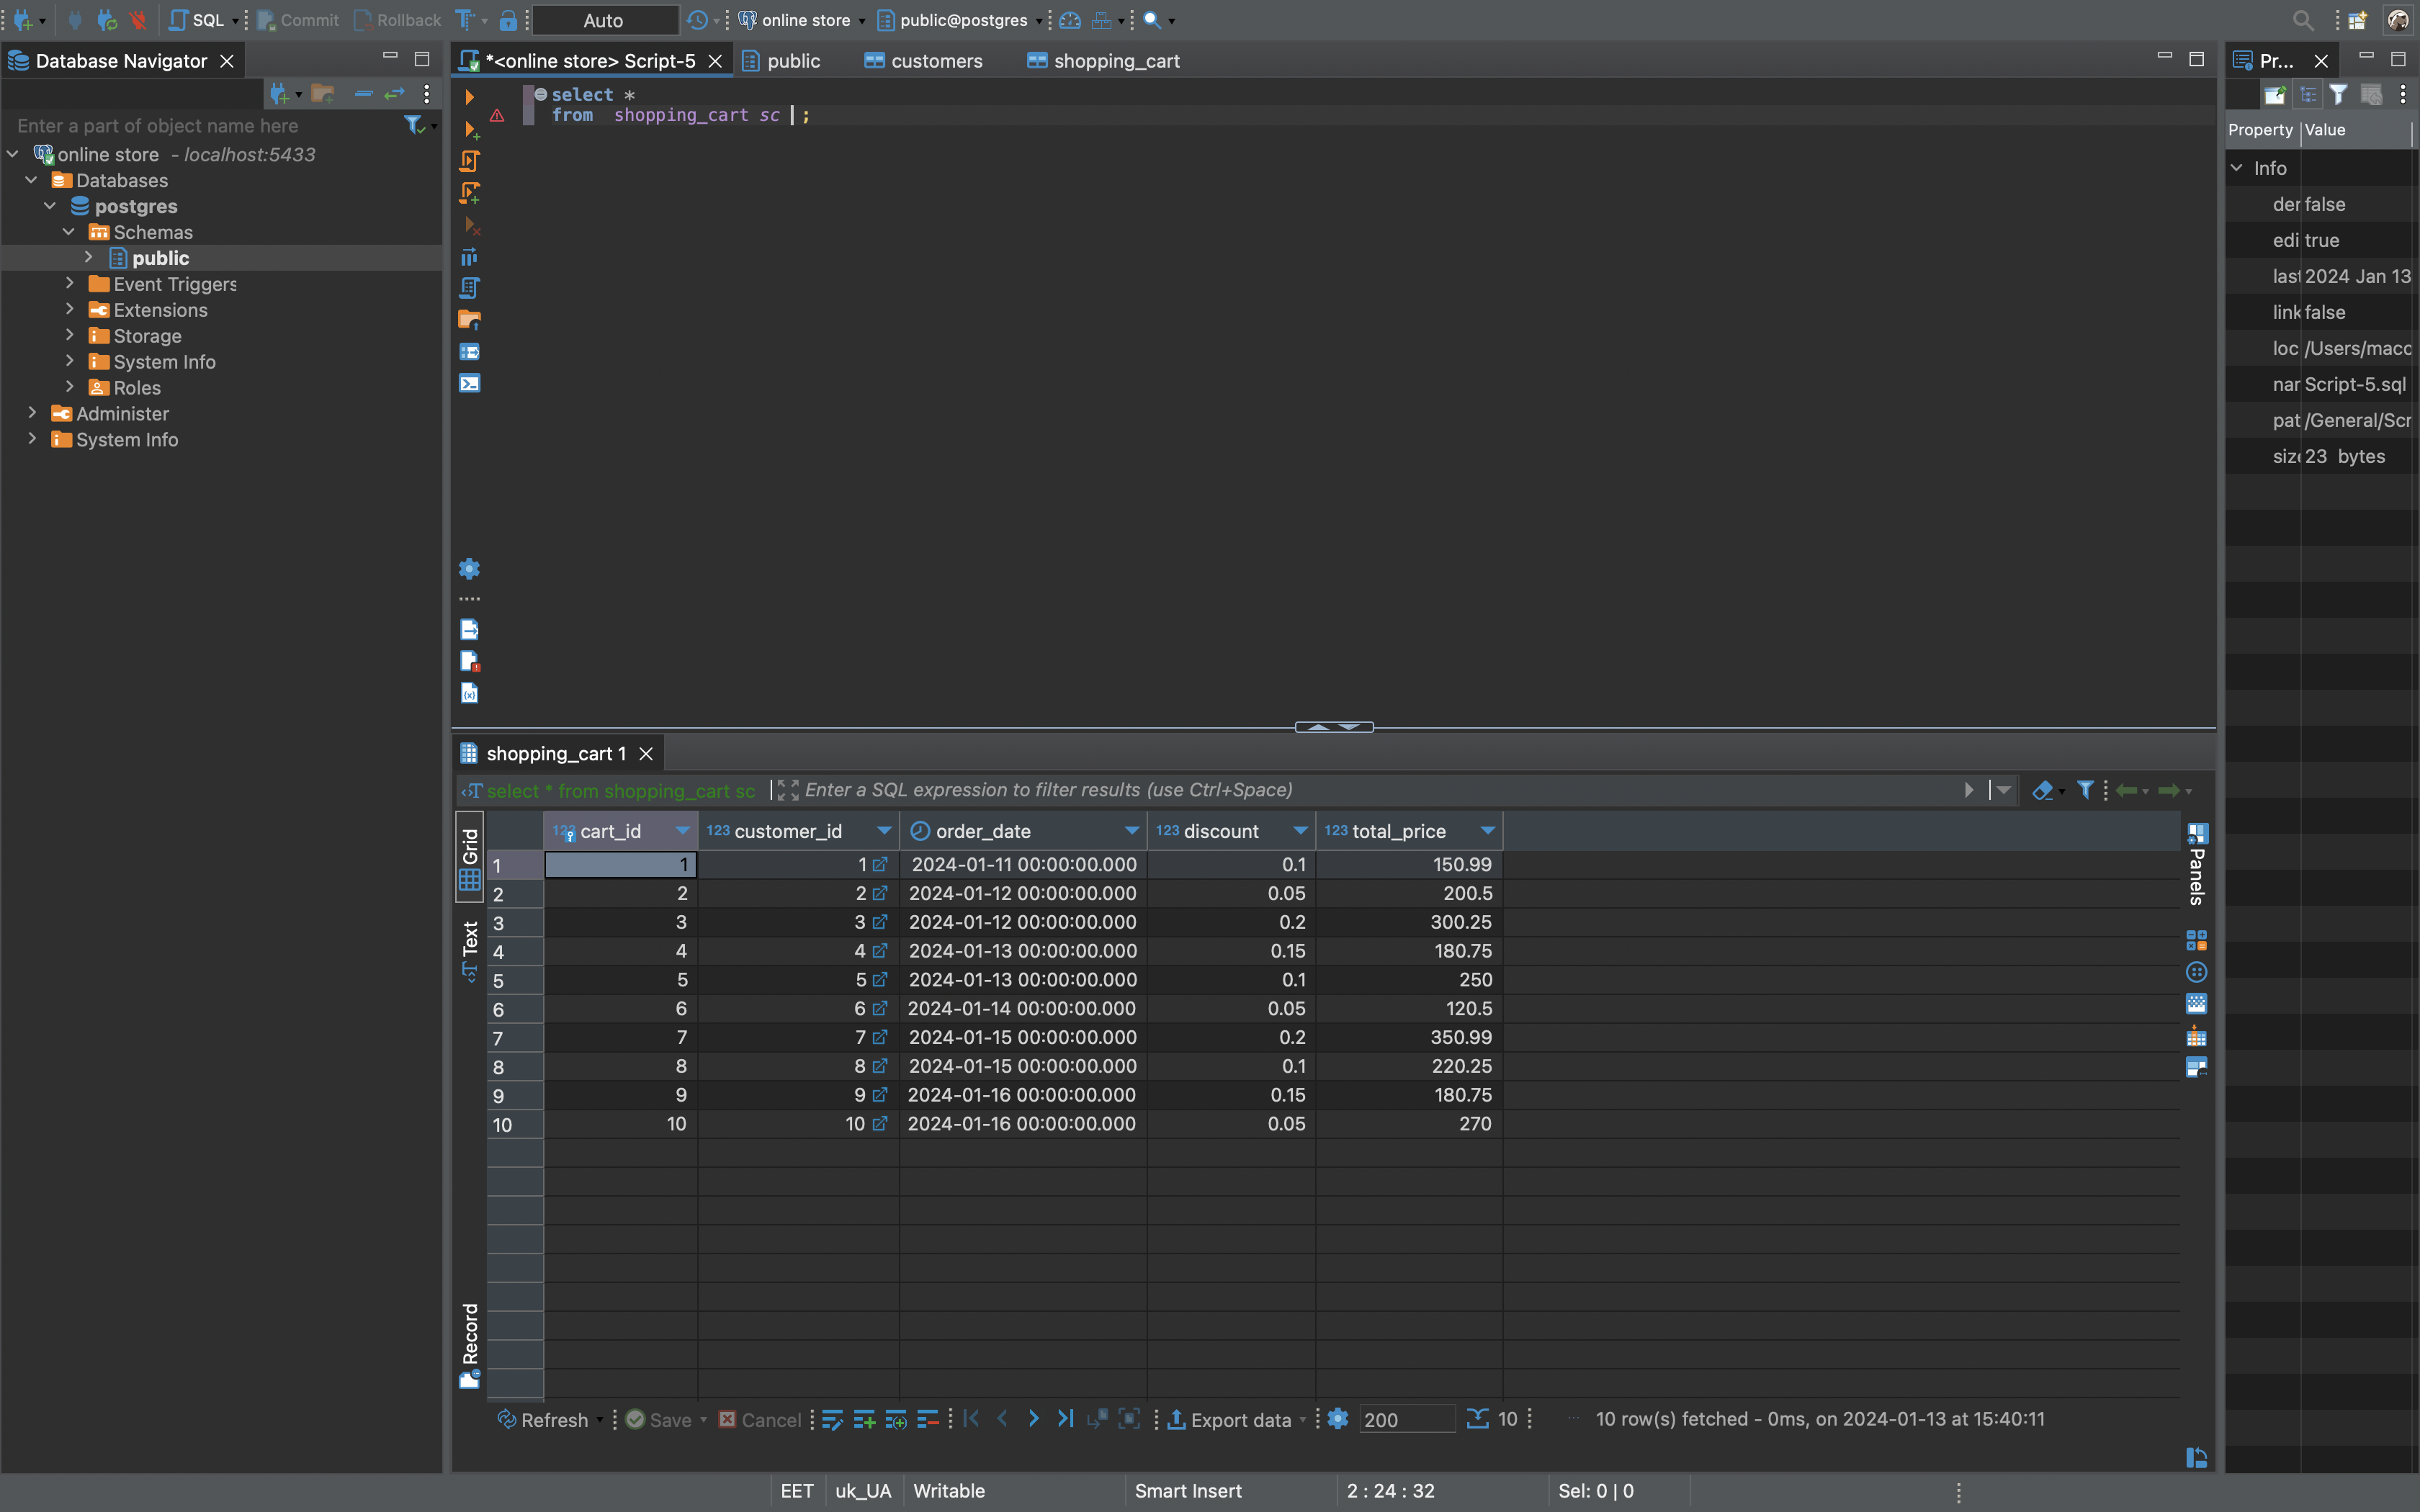 SQL Commit Rollback Auto online store public@postgres
Database Navigator *<online store> Script-5 public customers shopping_cart Pr...
Enter a part of object name here
online store - localhost:5433
Databases
postgres
Schemas
public
Event Triggers
Extensions
Storage
System Info
Roles
Administer
System Info
select *
from shopping_cart sc ;
Property Value
Info
der false
edi true
last 2024 Jan 13
link false
loc /Users/macc
nar Script-5.sql
pat /General/Scr
size 23 bytes
shopping_cart 1
select * from shopping_cart sc Enter a SQL expression to filter results (use Ctrl+Space)
Grid
Text
Record
Panels
123 cart_id 123 customer_id order_date 123 discount 123 total_price
1 1 1 2024-01-11 00:00:00.000 0.1 150.99
2 2 2 2024-01-12 00:00:00.000 0.05 200.5
3 3 3 2024-01-12 00:00:00.000 0.2 300.25
4 4 4 2024-01-13 00:00:00.000 0.15 180.75
5 5 5 2024-01-13 00:00:00.000 0.1 250
6 6 6 2024-01-14 00:00:00.000 0.05 120.5
7 7 7 2024-01-15 00:00:00.000 0.2 350.99
8 8 8 2024-01-15 00:00:00.000 0.1 220.25
9 9 9 2024-01-16 00:00:00.000 0.15 180.75
10 10 10 2024-01-16 00:00:00.000 0.05 270
Refresh Save Cancel Export data 200 10 ... 10 row(s) fetched - 0ms, on 2024-01-13 at 15:40:11
EET uk_UA Writable Smart Insert 2 : 24 : 32 Sel: 0 | 0